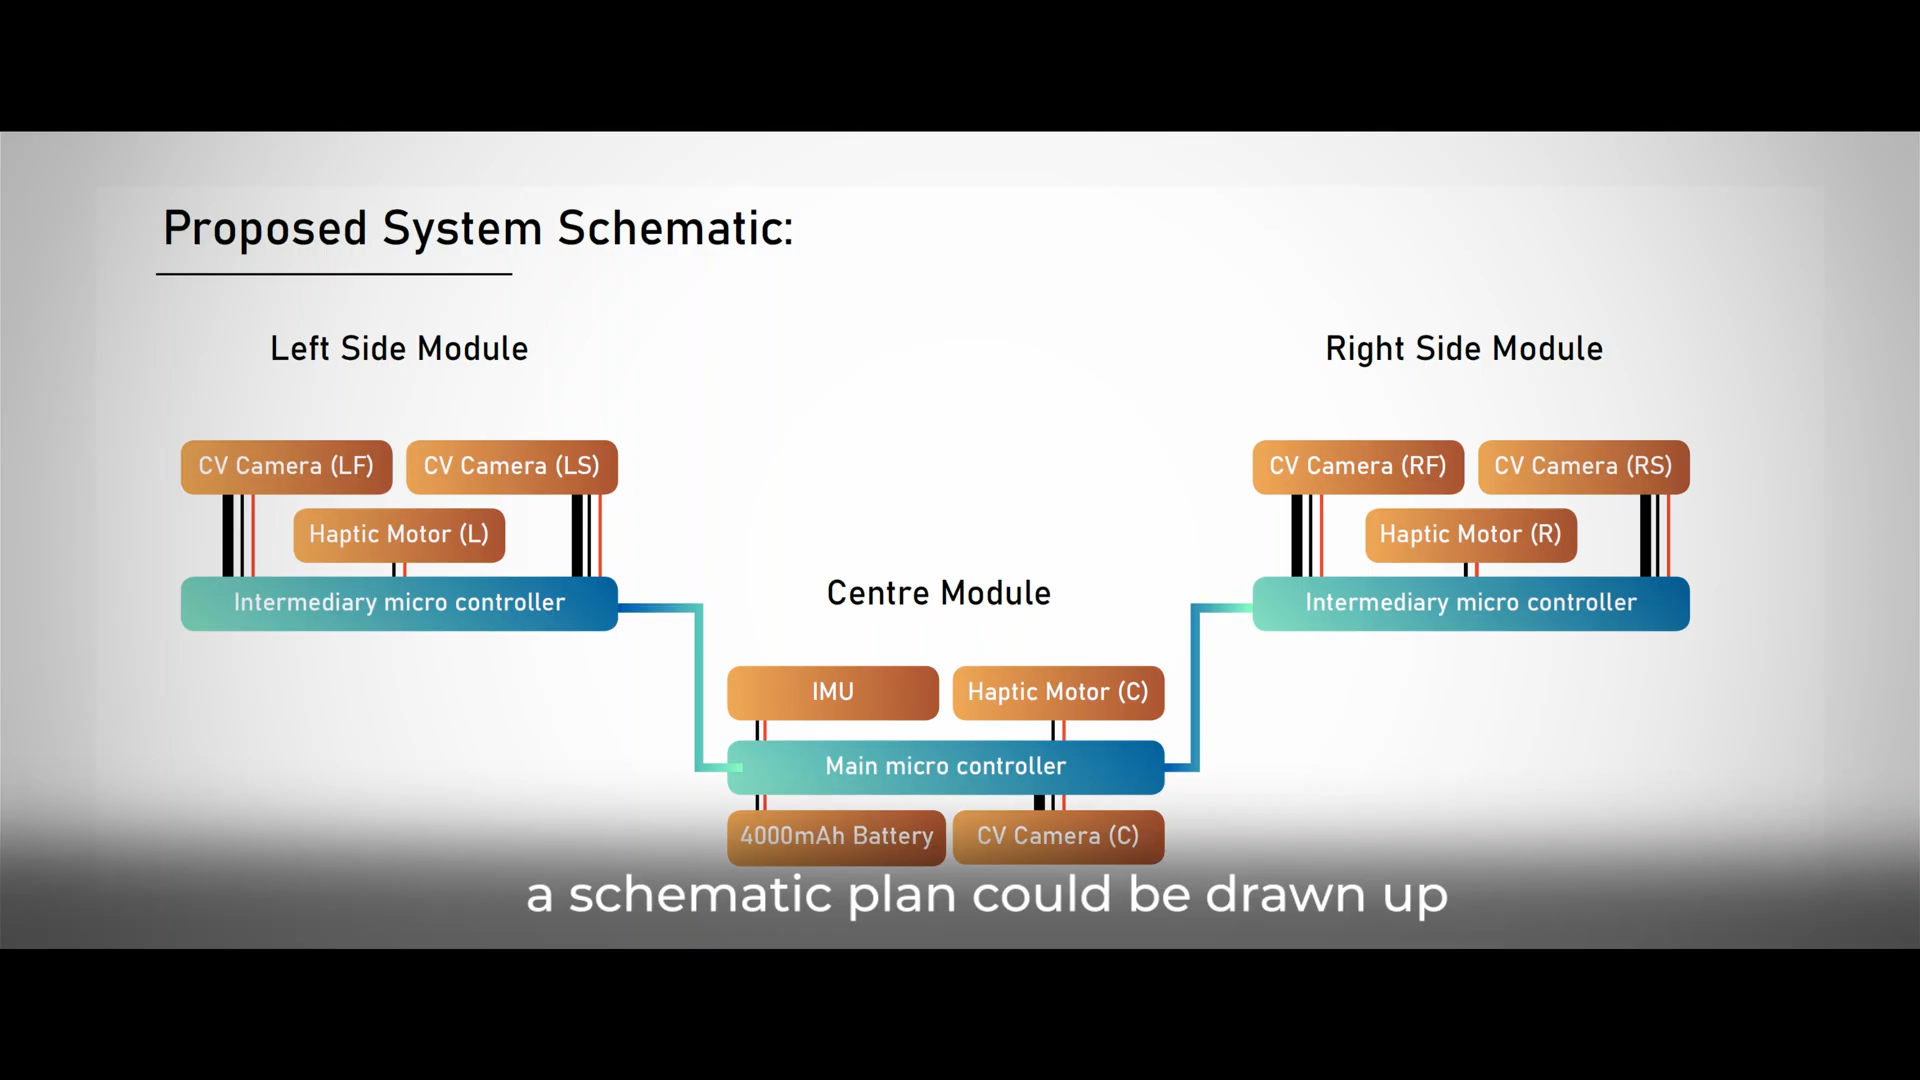 Proposed System Schematic:
Left Side Module
CV Camera (LF)
CV Camera (LS)
Haptic Motor (L)
Intermediary micro controller
Centre Module
IMU
Haptic Motor (C)
Main micro controller
4000mAh Battery
CV Camera (C)
Right Side Module
CV Camera (RF)
CV Camera (RS)
Haptic Motor (R)
Intermediary micro controller
a schematic plan could be drawn up